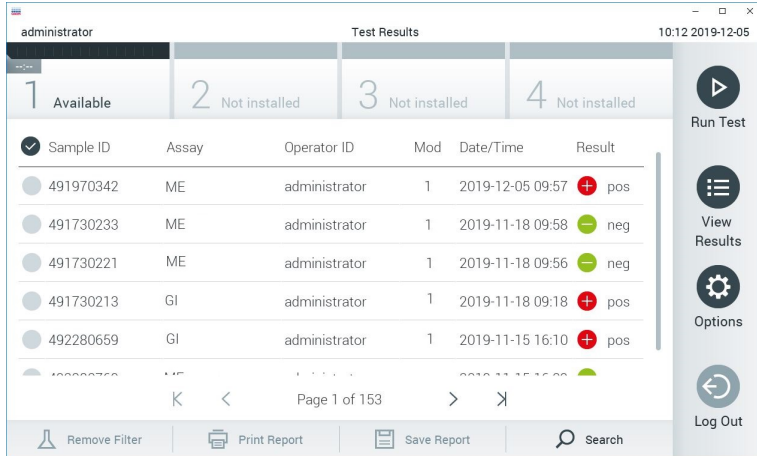 administrator Test Results 10:12 2019-12-05
--:--
1 Available 2 Not installed 3 Not installed 4 Not installed
Run Test
Sample ID Assay Operator ID Mod Date/Time Result
491970342 ME administrator 1 2019-12-05 09:57 pos
491730233 ME administrator 1 2019-11-18 09:58 neg
491730221 ME administrator 1 2019-11-18 09:56 neg
491730213 GI administrator 1 2019-11-18 09:18 pos
492280659 GI administrator 1 2019-11-15 16:10 pos
View
Results
Options
Page 1 of 153
Log Out
Remove Filter Print Report Save Report Search